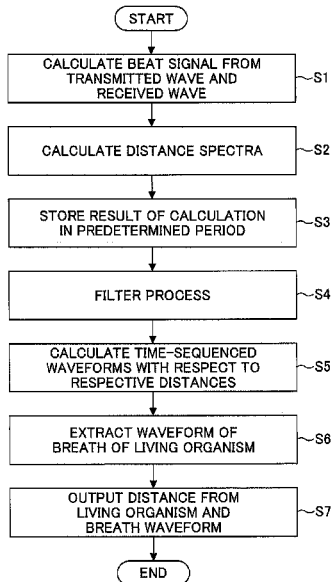 START
CALCULATE BEAT SIGNAL FROM
TRANSMITTED WAVE AND
RECEIVED WAVE
S1
CALCULATE DISTANCE SPECTRA
S2
STORE RESULT OF CALCULATION
IN PREDETERMINED PERIOD
S3
FILTER PROCESS
S4
CALCULATE TIME-SEQUENCED
WAVEFORMS WITH RESPECT TO
RESPECTIVE DISTANCES
S5
EXTRACT WAVEFORM OF
BREATH OF LIVING ORGANISM
S6
OUTPUT DISTANCE FROM
LIVING ORGANISM AND
BREATH WAVEFORM
S7
END